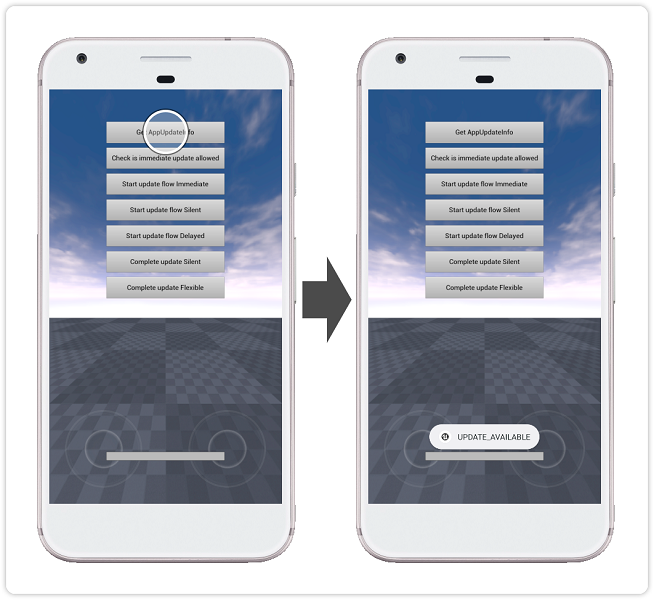 Get AppUpdateInfo
Check is immediate update allowed
Start update flow Immediate
Start update flow Silent
Start update flow Delayed
Complete update Silent
Complete update Flexible
Get AppUpdateInfo
Check is immediate update allowed
Start update flow Immediate
Start update flow Silent
Start update flow Delayed
Complete update Silent
Complete update Flexible
UPDATE_AVAILABLE